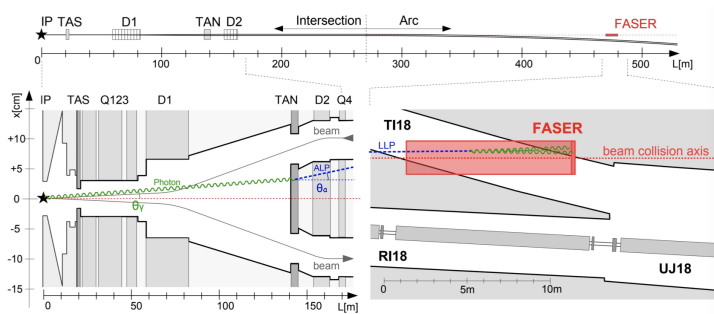 IP TAS D1 TAN D2 Intersection Arc FASER
0 100 200 300 400 500 L[m]
x[cm]
IP TAS Q123 D1 TAN D2 Q4
+10
+5
0
-5
-10
-15
beam
Photon
ALP
θγ
θα
beam
0 50 100 150 L[m]
TI18
FASER
LLP
beam collision axis
RI18
UJ18
5m 10m